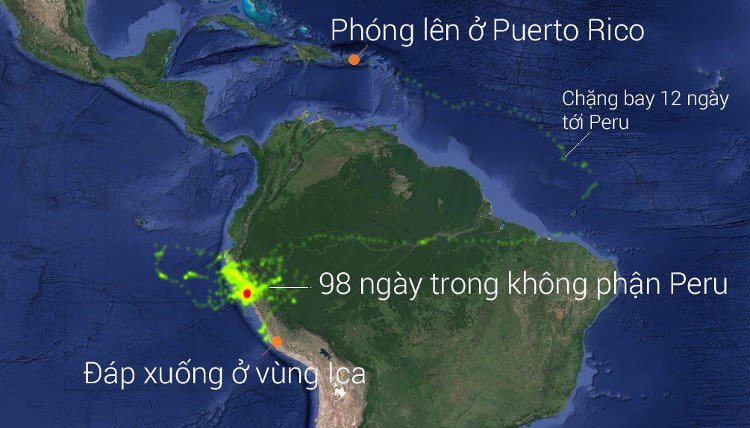 Phóng lên ở Puerto Rico
Chặng bay 12 ngày
tới Peru
98 ngày trong không phận Peru
Đáp xuống ở vùng Ica